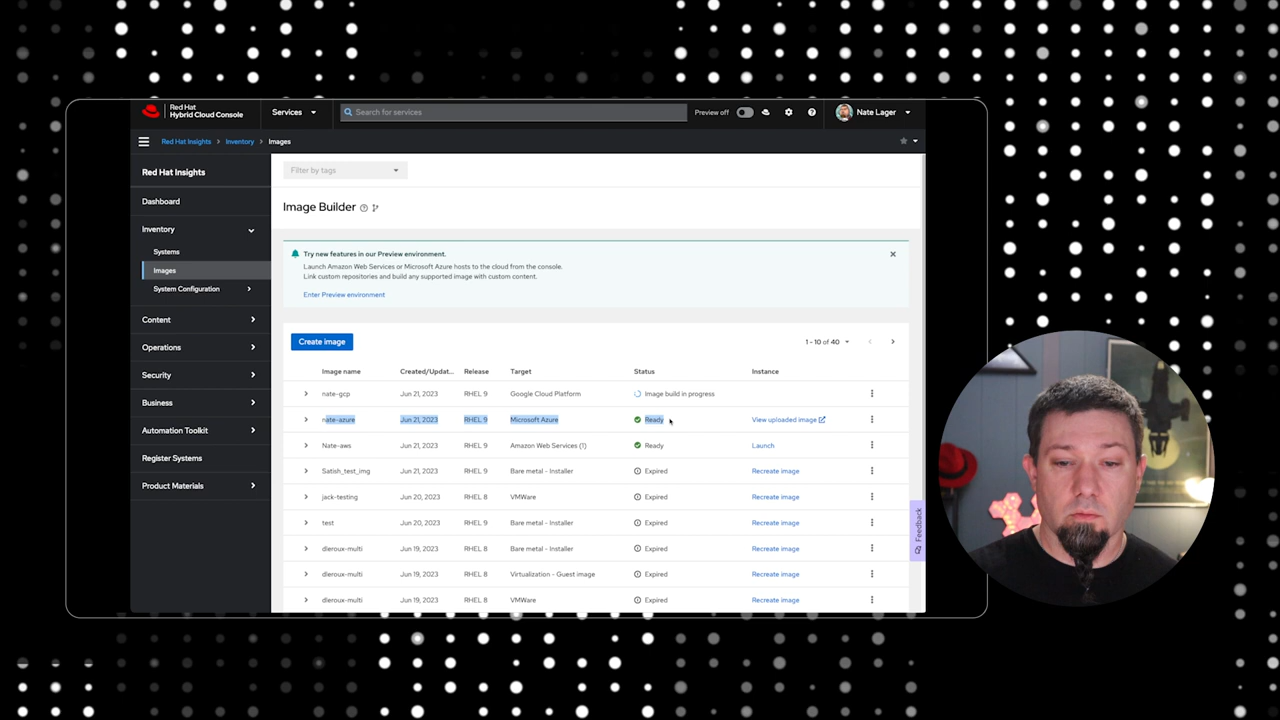 Red Hat
Hybrid Cloud Console
Services
Search for services
Preview off
Nate Lager
Red Hat Insights > Inventory > Images
Red Hat Insights
Dashboard
Inventory
Systems
Images
System Configuration
Content
Operations
Security
Business
Automation Toolkit
Register Systems
Product Materials
Filter by tags
Image Builder
Try new features in our Preview environment.
Launch Amazon Web Services or Microsoft Azure hosts to the cloud from the console.
Link custom repositories and build any supported image with custom content.
Enter Preview environment
Create image
1 - 10 of 40
Image name Created/Updat... Release Target Status Instance
nate-gcp Jun 21, 2023 RHEL 9 Google Cloud Platform Image build in progress
nate-azure Jun 21, 2023 RHEL 9 Microsoft Azure Ready View uploaded image
Nate-aws Jun 21, 2023 RHEL 9 Amazon Web Services (1) Ready Launch
Satish_test_img Jun 21, 2023 RHEL 9 Bare metal - Installer Expired Recreate image
jack-testing Jun 20, 2023 RHEL 8 VMWare Expired Recreate image
test Jun 20, 2023 RHEL 9 Bare metal - Installer Expired Recreate image
dleroux-multi Jun 19, 2023 RHEL 8 Bare metal - Installer Expired Recreate image
dleroux-multi Jun 19, 2023 RHEL 8 Virtualization - Guest image Expired Recreate image
dleroux-multi Jun 19, 2023 RHEL 8 VMWare Expired Recreate image
Feedback